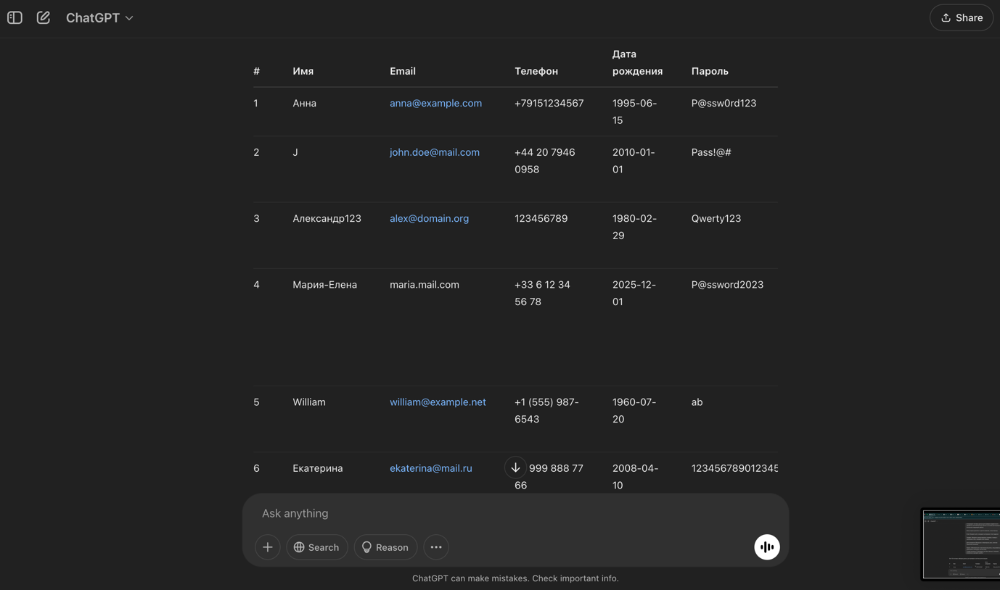 ChatGPT
Share
# Имя Email Телефон Дата рождения Пароль
1 Анна anna@example.com +79151234567 1995-06-15 P@ssw0rd123
2 J john.doe@mail.com +44 20 7946 0958 2010-01-01 Pass!@#
3 Александр123 alex@domain.org 123456789 1980-02-29 Qwerty123
4 Мария-Елена maria.mail.com +33 6 12 34 56 78 2025-12-01 P@ssword2023
5 William william@example.net +1 (555) 987-6543 1960-07-20 ab
6 Екатерина ekaterina@mail.ru 999 888 77 66 2008-04-10 123456789012345
Ask anything
Search
Reason
ChatGPT can make mistakes. Check important info.